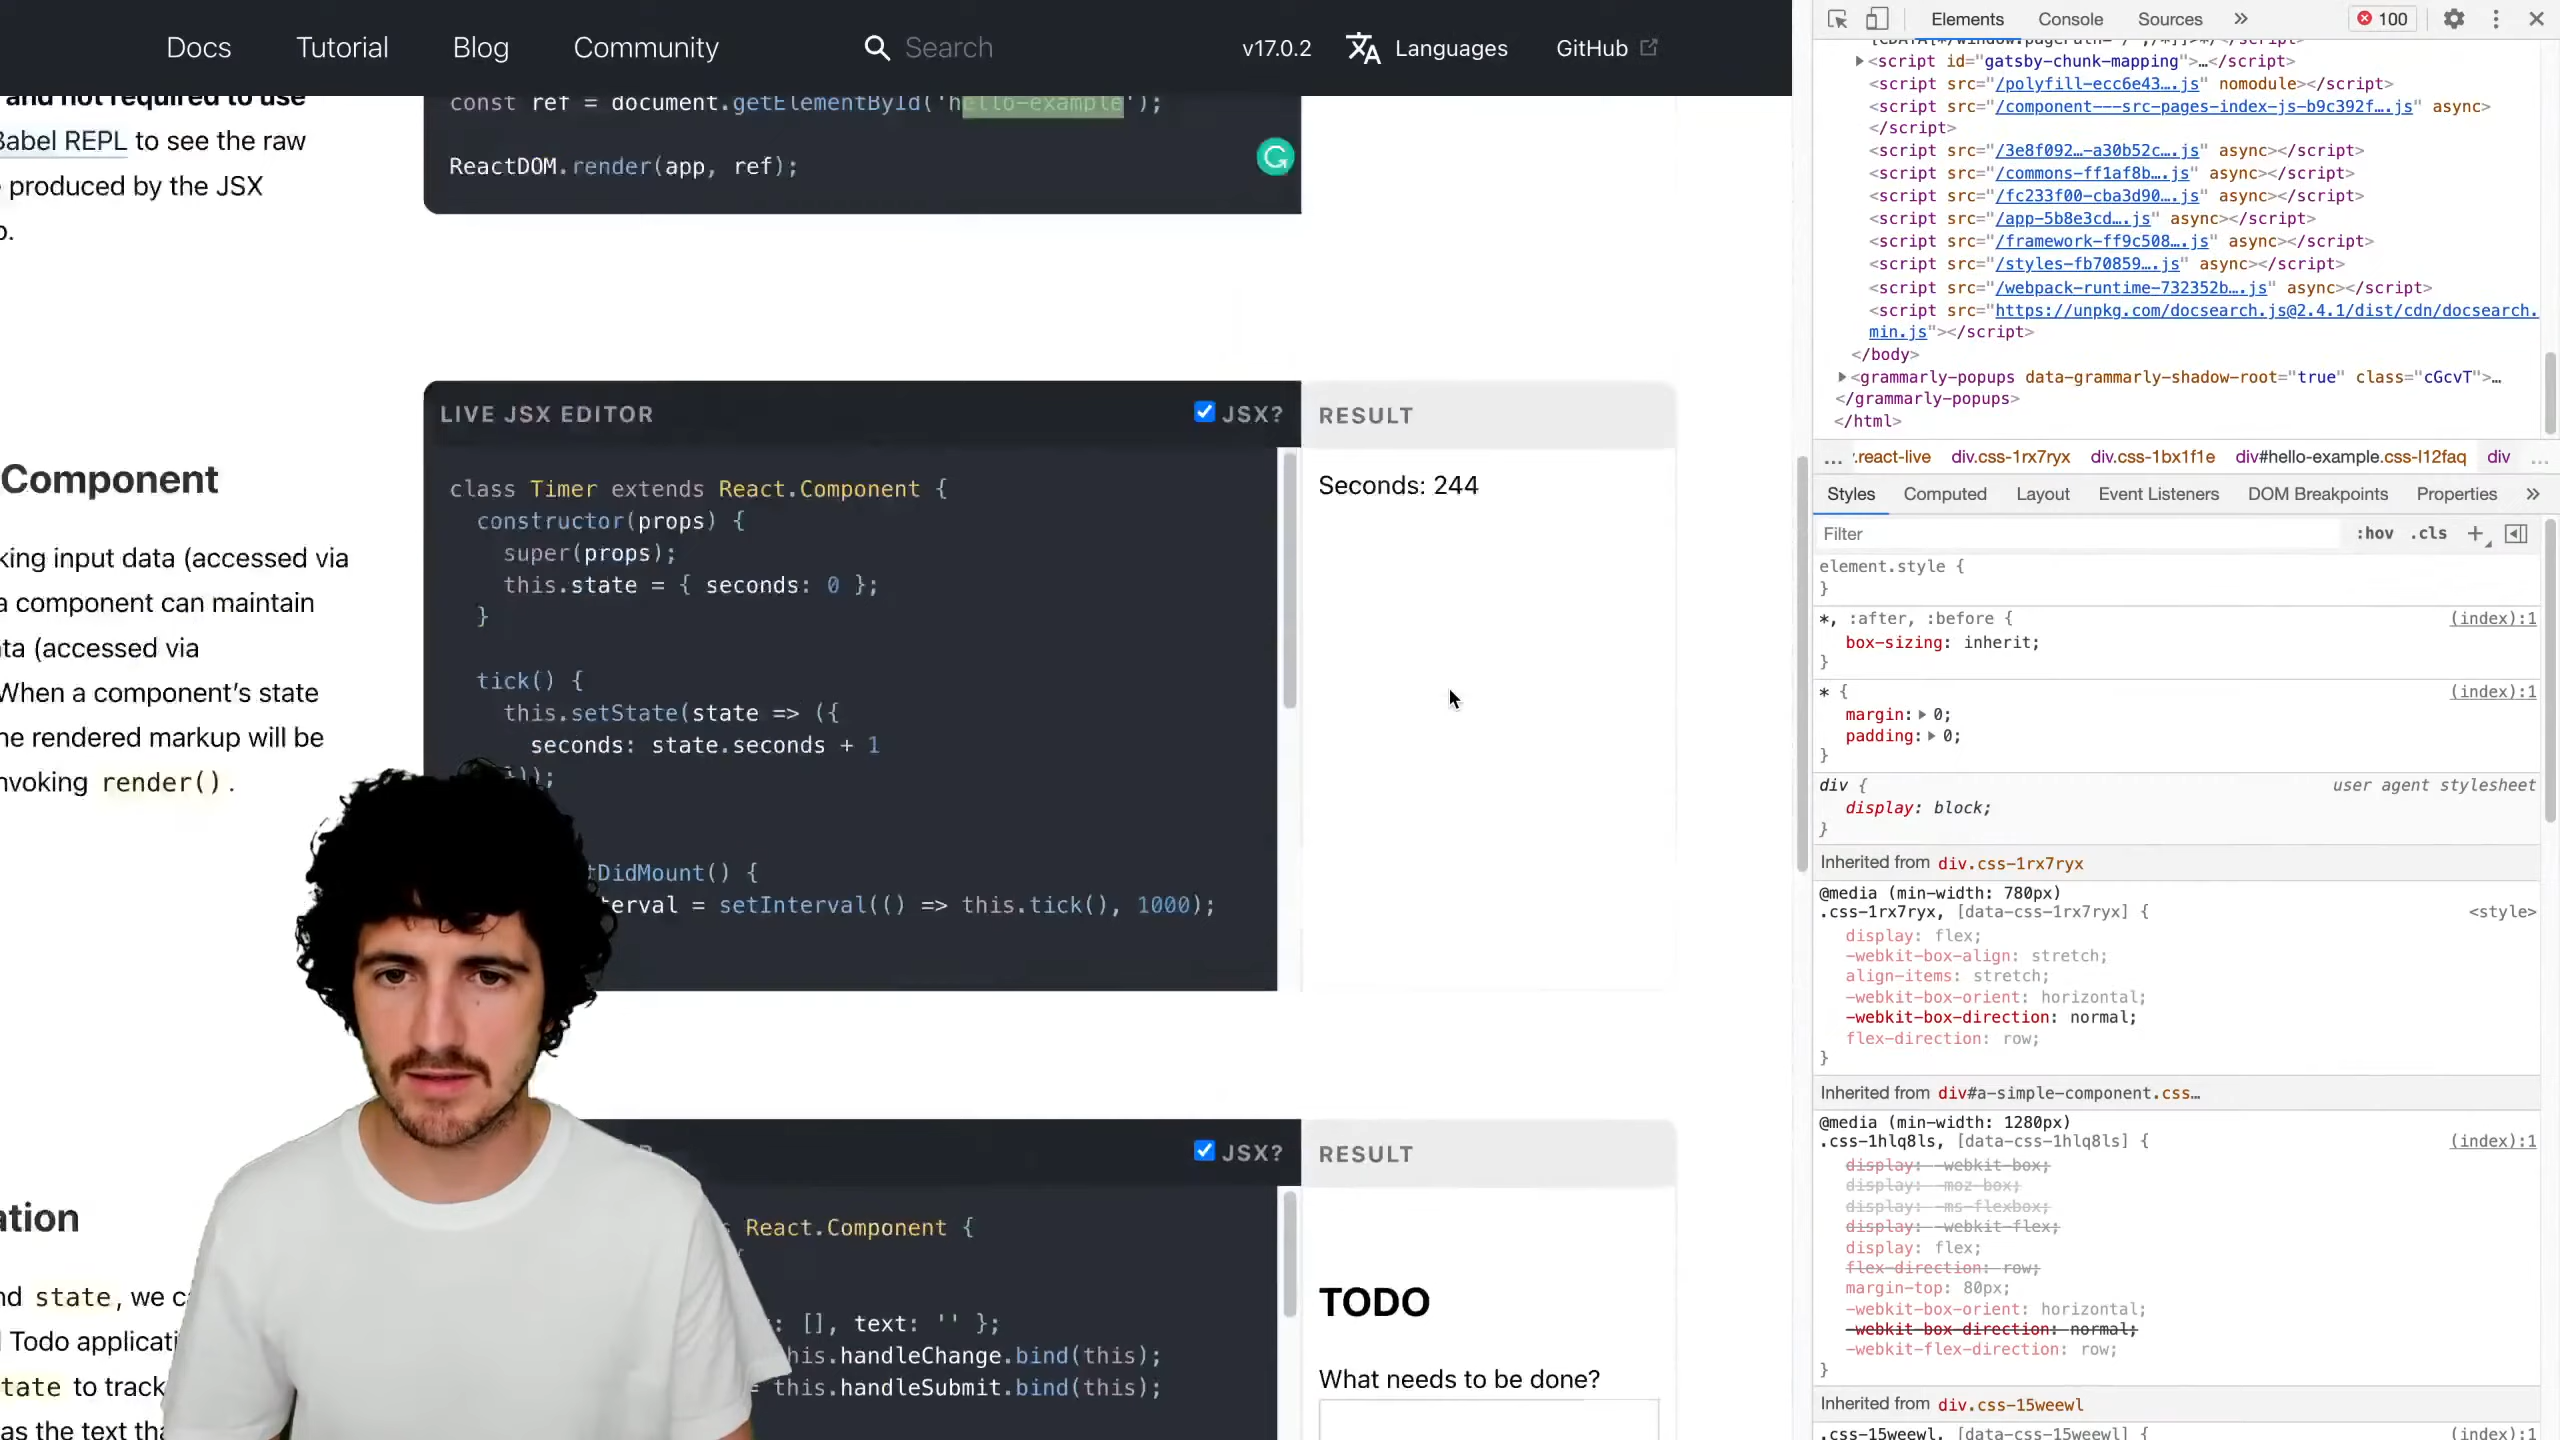 Docs Tutorial Blog Community Search v17.0.2 Languages GitHub
and not required to use
Babel REPL to see the raw
produced by the JSX
const ref = document.getElementById('hello-example');
ReactDOM.render(app, ref);
LIVE JSX EDITOR
JSX?
RESULT
Component
king input data (accessed via
a component can maintain
ta (accessed via
When a component's state
he rendered markup will be
nvoking render().
class Timer extends React.Component {
constructor(props) {
super(props);
this.state = { seconds: 0 };
}
tick() {
this.setState(state => ({
seconds: state.seconds + 1
}));
tDidMount() {
terval = setInterval(() => this.tick(), 1000);
Seconds: 244
JSX?
RESULT
ation
nd state, we c
Todo applicati
tate to track
as the text tha
React.Component {
: [], text: '' };
his.handleChange.bind(this);
= this.handleSubmit.bind(this);
TODO
What needs to be done?
Elements Console Sources » 100
[CDATA[*/window.pagePath="/";/*]]>*/</script>
<script id="gatsby-chunk-mapping">…</script>
<script src="/polyfill-ecc6e43….js" nomodule></script>
<script src="/component---src-pages-index-js-b9c392f….js" async>
</script>
<script src="/3e8f092…-a30b52c….js" async></script>
<script src="/commons-ff1af8b….js" async></script>
<script src="/fc233f00-cba3d90….js" async></script>
<script src="/app-5b8e3cd….js" async></script>
<script src="/framework-ff9c508….js" async></script>
<script src="/styles-fb70859….js" async></script>
<script src="/webpack-runtime-732352b….js" async></script>
<script src="https://unpkg.com/docsearch.js@2.4.1/dist/cdn/docsearch.
min.js"></script>
</body>
<grammarly-popups data-grammarly-shadow-root="true" class="cGcvT">…
</grammarly-popups>
</html>
… .react-live div.css-1rx7ryx div.css-1bx1f1e div#hello-example.css-l12faq div …
Styles Computed Layout Event Listeners DOM Breakpoints Properties »
Filter :hov .cls +
element.style {
}
*, :after, :before { (index):1
box-sizing: inherit;
}
* { (index):1
margin: 0;
padding: 0;
}
div { user agent stylesheet
display: block;
}
Inherited from div.css-1rx7ryx
@media (min-width: 780px)
.css-1rx7ryx, [data-css-1rx7ryx] { <style>
display: flex;
-webkit-box-align: stretch;
align-items: stretch;
-webkit-box-orient: horizontal;
-webkit-box-direction: normal;
flex-direction: row;
}
Inherited from div#a-simple-component.css…
@media (min-width: 1280px)
.css-1hlq8ls, [data-css-1hlq8ls] { (index):1
display: -webkit-box;
display: -moz-box;
display: -ms-flexbox;
display: -webkit-flex;
display: flex;
flex-direction: row;
margin-top: 80px;
-webkit-box-orient: horizontal;
-webkit-box-direction: normal;
-webkit-flex-direction: row;
}
Inherited from div.css-15weewl
.css-15weewl, [data-css-15weewl] { (index):1